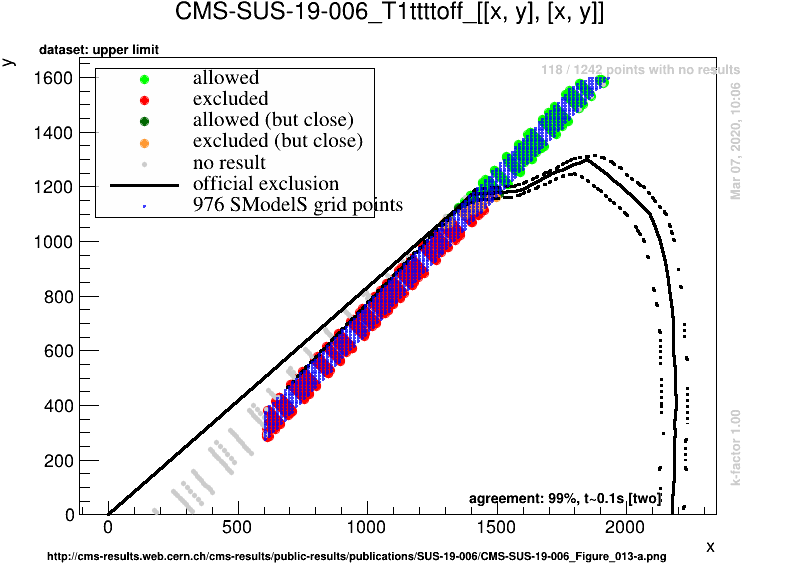 CMS-SUS-19-006_T1ttttoff_[[x, y], [x, y]]
dataset: upper limit
y
118 / 1242 points with no results
allowed
excluded
allowed (but close)
excluded (but close)
no result
official exclusion
976 SModelS grid points
1600
1400
1200
1000
800
600
400
200
0
0 500 1000 1500 2000
x
agreement: 99%, t~0.1s [two]
Mar 07, 2020, 10:06
k-factor 1.00
http://cms-results.web.cern.ch/cms-results/public-results/publications/SUS-19-006/CMS-SUS-19-006_Figure_013-a.png